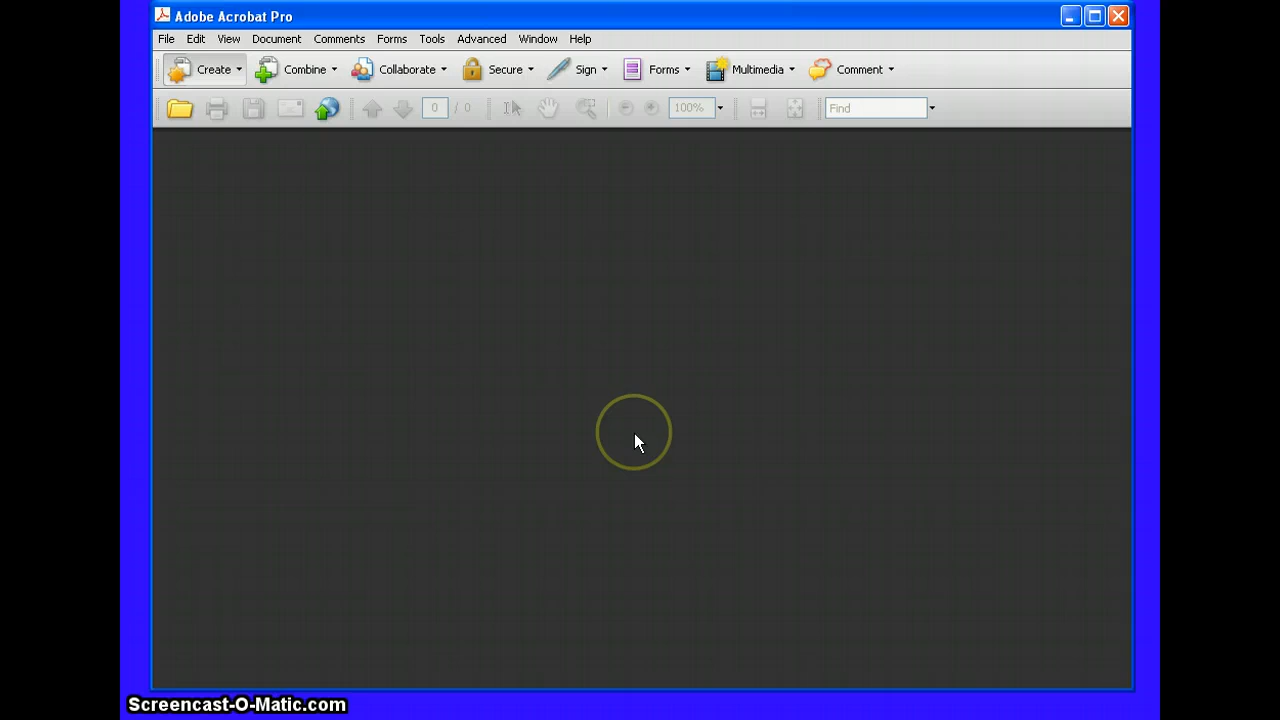 Adobe Acrobat Pro
File Edit View Document Comments Forms Tools Advanced Window Help
Create Combine Collaborate Secure Sign Forms Multimedia Comment
0 / 0 100% Find
Screencast-O-Matic.com